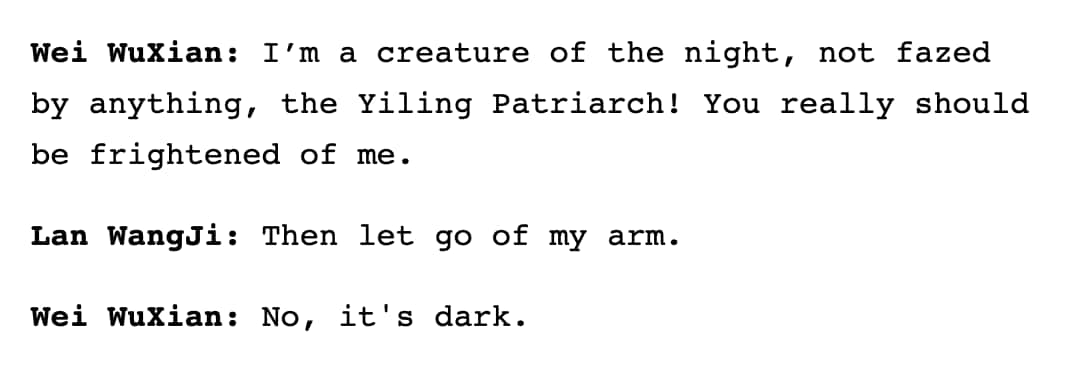 Wei WuXian: I’m a creature of the night, not fazed
by anything, the Yiling Patriarch! You really should
be frightened of me.
Lan WangJi: Then let go of my arm.
Wei WuXian: No, it's dark.